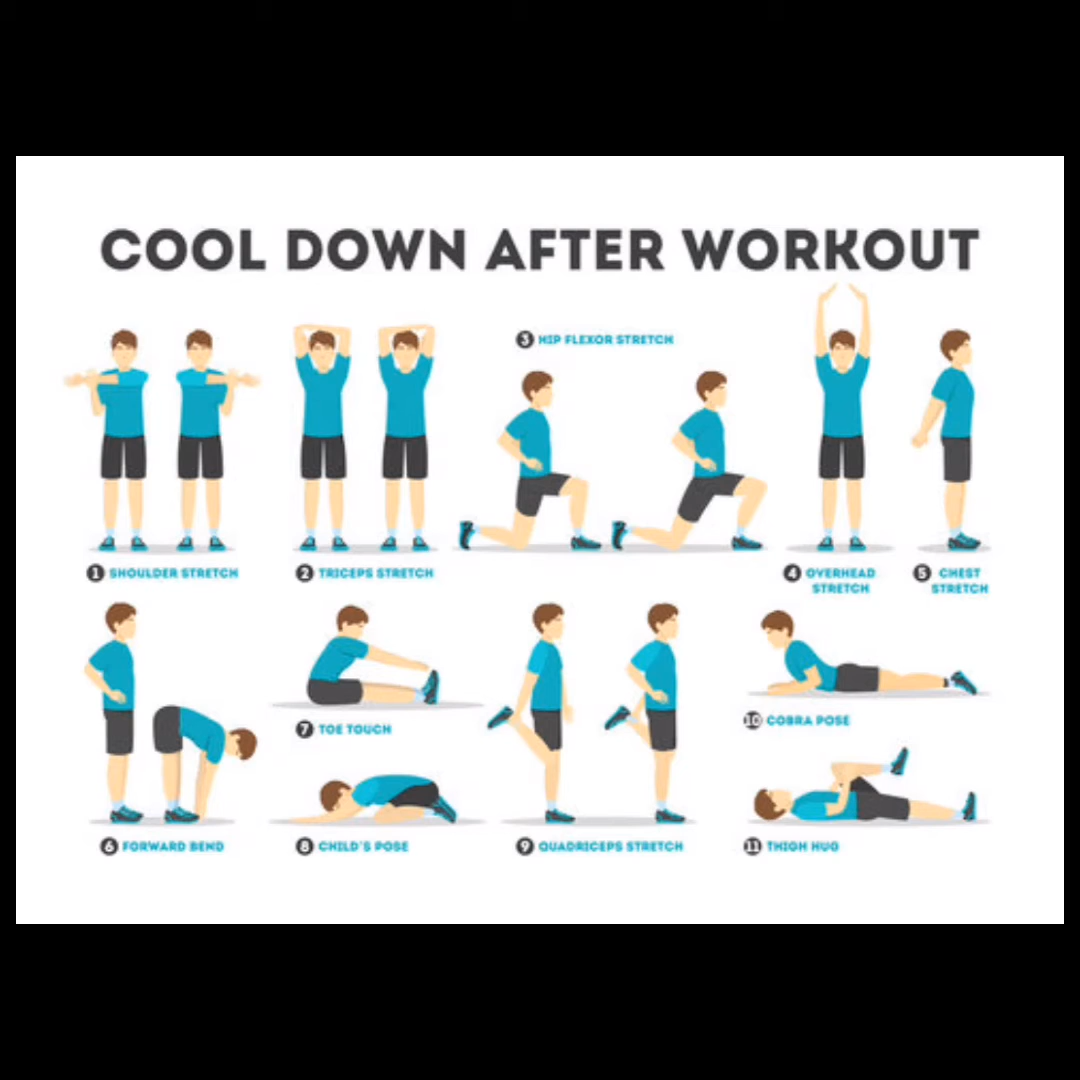 COOL DOWN AFTER WORKOUT
3 HIP FLEXOR STRETCH
1 SHOULDER STRETCH
2 TRICEPS STRETCH
4 OVERHEAD
STRETCH
5 CHEST
STRETCH
7 TOE TOUCH
10 COBRA POSE
6 FORWARD BEND
8 CHILD'S POSE
9 QUADRICEPS STRETCH
11 THIGH HUG